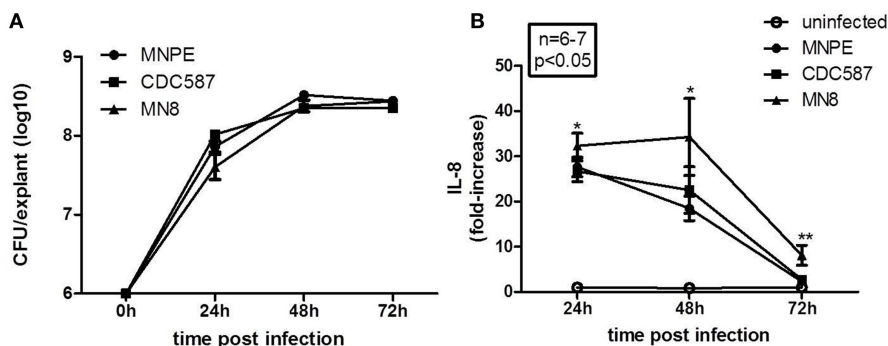 A
MNPE
CDC587
MN8
CFU/explant (log10)
9
8
7
6
0h 24h 48h 72h
time post infection
B
n=6-7
p<0.05
uninfected
MNPE
CDC587
MN8
IL-8
(fold-increase)
50
40
30
20
10
0
* * **
24h 48h 72h
time post infection